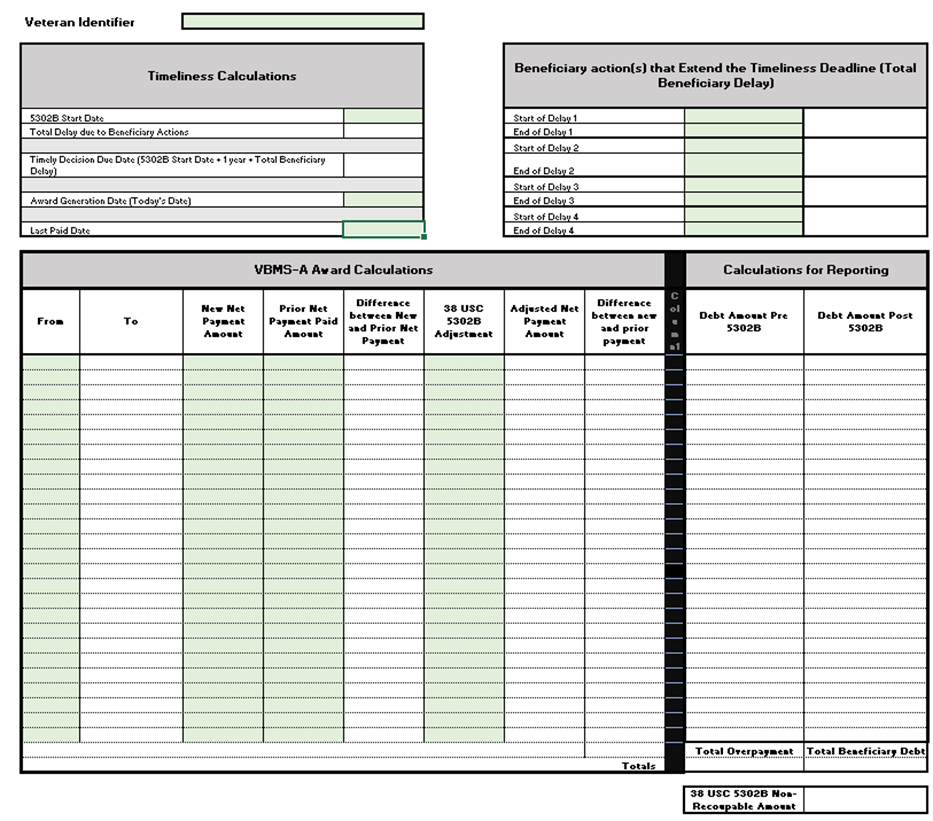 Veteran Identifier
Timeliness Calculations
5302B Start Date
Total Delay due to Beneficiary Actions
Timely Decision Due Date (5302B Start Date + 1 year + Total Beneficiary
Delay)
Award Generation Date (Today's Date)
Last Paid Date
Beneficiary action(s) that Extend the Timeliness Deadline (Total
Beneficiary Delay)
Start of Delay 1
End of Delay 1
Start of Delay 2
End of Delay 2
Start of Delay 3
End of Delay 3
Start of Delay 4
End of Delay 4
VBMS-A Award Calculations
Calculations for Reporting
From
To
New Net
Payment
Amount
Prior Net
Payment Paid
Amount
Difference
between New
and Prior Net
Payment
38 USC
5302B
Adjustment
Adjusted Net
Payment
Amount
Difference
between new
and prior
payment
C
ol
u
m
n1
Debt Amount Pre
5302B
Debt Amount Post
5302B
Total Overpayment
Total Beneficiary Debt
Totals
38 USC 5302B Non-
Recoupable Amount